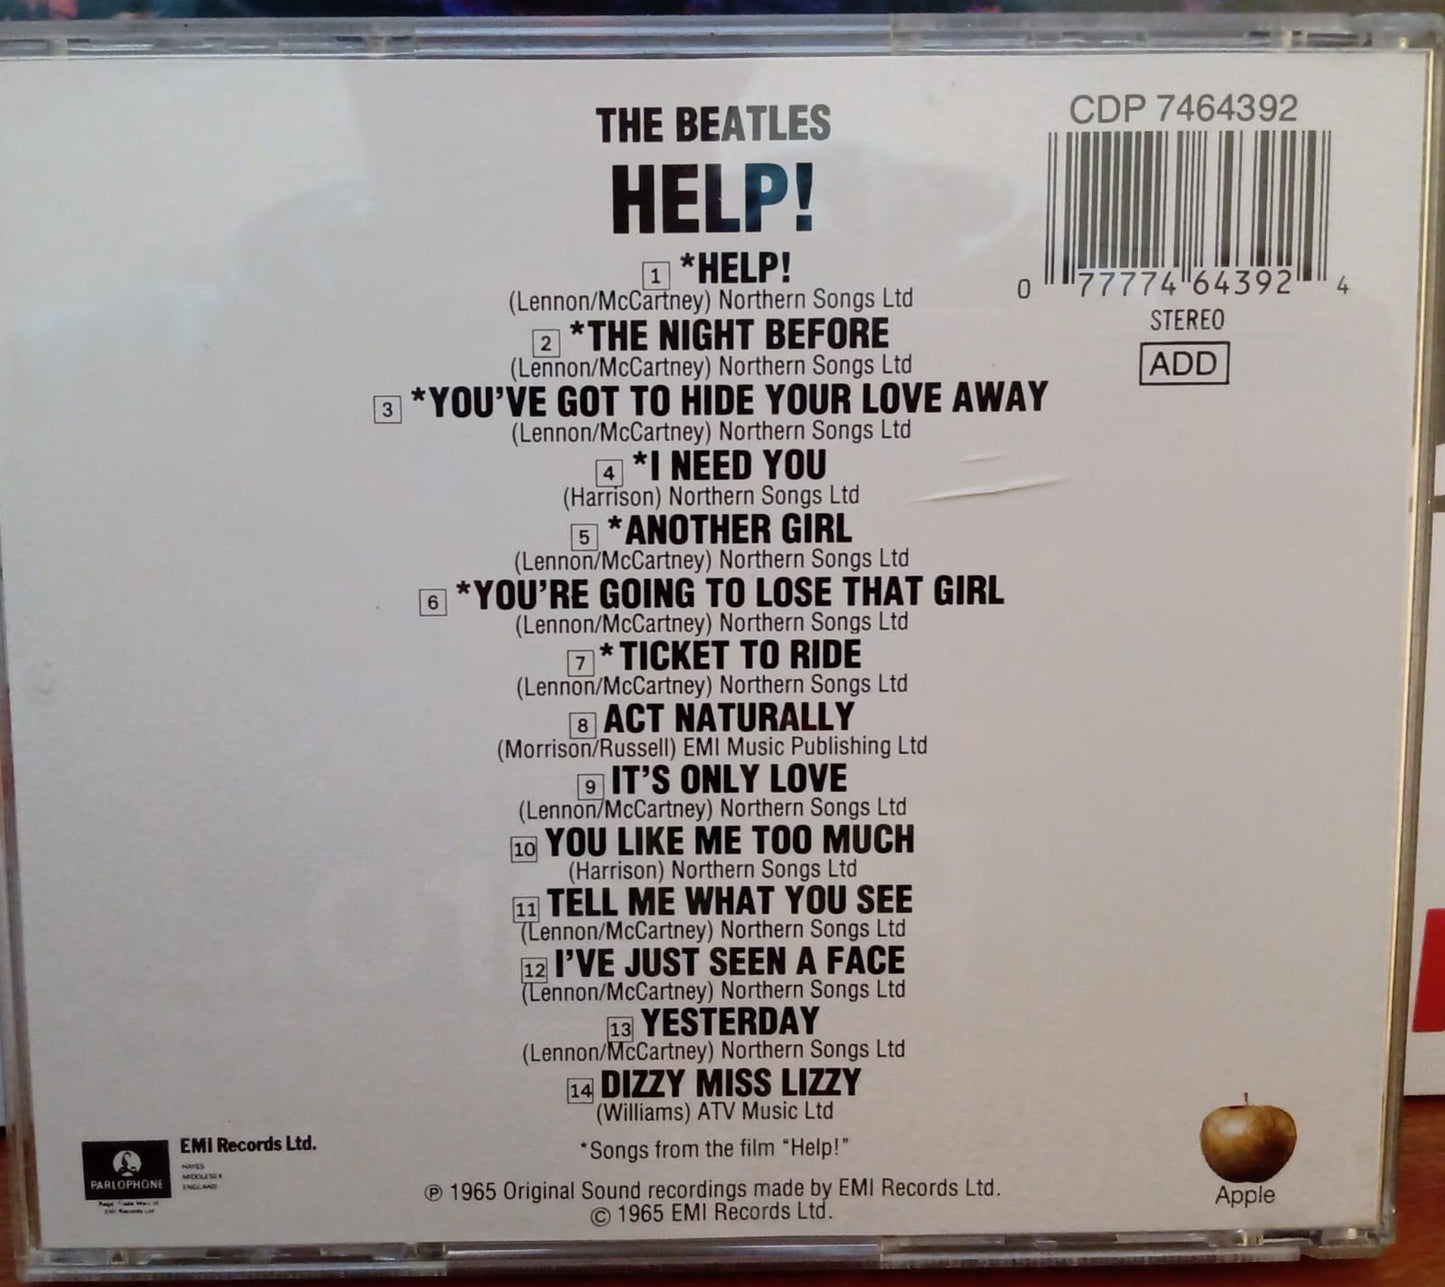 THE BEATLES
HELP!
CDP 7464392
0 77774 64392 4
STEREO
ADD
1 *HELP!
(Lennon/McCartney) Northern Songs Ltd
2 *THE NIGHT BEFORE
(Lennon/McCartney) Northern Songs Ltd
3 *YOU'VE GOT TO HIDE YOUR LOVE AWAY
(Lennon/McCartney) Northern Songs Ltd
4 *I NEED YOU
(Harrison) Northern Songs Ltd
5 *ANOTHER GIRL
(Lennon/McCartney) Northern Songs Ltd
6 *YOU'RE GOING TO LOSE THAT GIRL
(Lennon/McCartney) Northern Songs Ltd
7 *TICKET TO RIDE
(Lennon/McCartney) Northern Songs Ltd
8 ACT NATURALLY
(Morrison/Russell) EMI Music Publishing Ltd
9 IT'S ONLY LOVE
(Lennon/McCartney) Northern Songs Ltd
10 YOU LIKE ME TOO MUCH
(Harrison) Northern Songs Ltd
11 TELL ME WHAT YOU SEE
(Lennon/McCartney) Northern Songs Ltd
12 I'VE JUST SEEN A FACE
(Lennon/McCartney) Northern Songs Ltd
13 YESTERDAY
(Lennon/McCartney) Northern Songs Ltd
14 DIZZY MISS LIZZY
(Williams) ATV Music Ltd
*Songs from the film "Help!"
℗ 1965 Original Sound recordings made by EMI Records Ltd.
© 1965 EMI Records Ltd.
PARLOPHONE
EMI Records Ltd.
HAYES
MIDDLESEX
ENGLAND
EMI Records Ltd
Apple